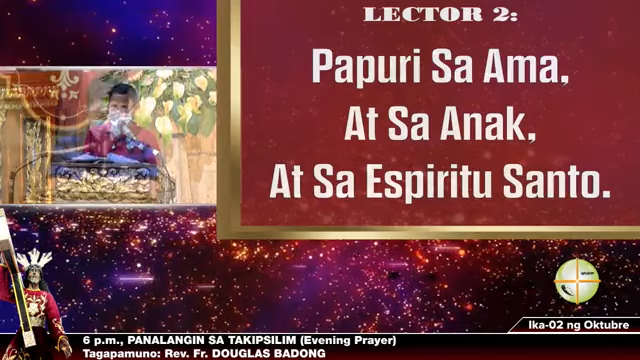 LECTOR 2:
Papuri Sa Ama,
At Sa Anak,
At Sa Espiritu Santo.
Ika-02 ng Oktubre
6 p.m., PANALANGIN SA TAKIPSILIM (Evening Prayer)
Tagapamuno: Rev. Fr. DOUGLAS BADONG